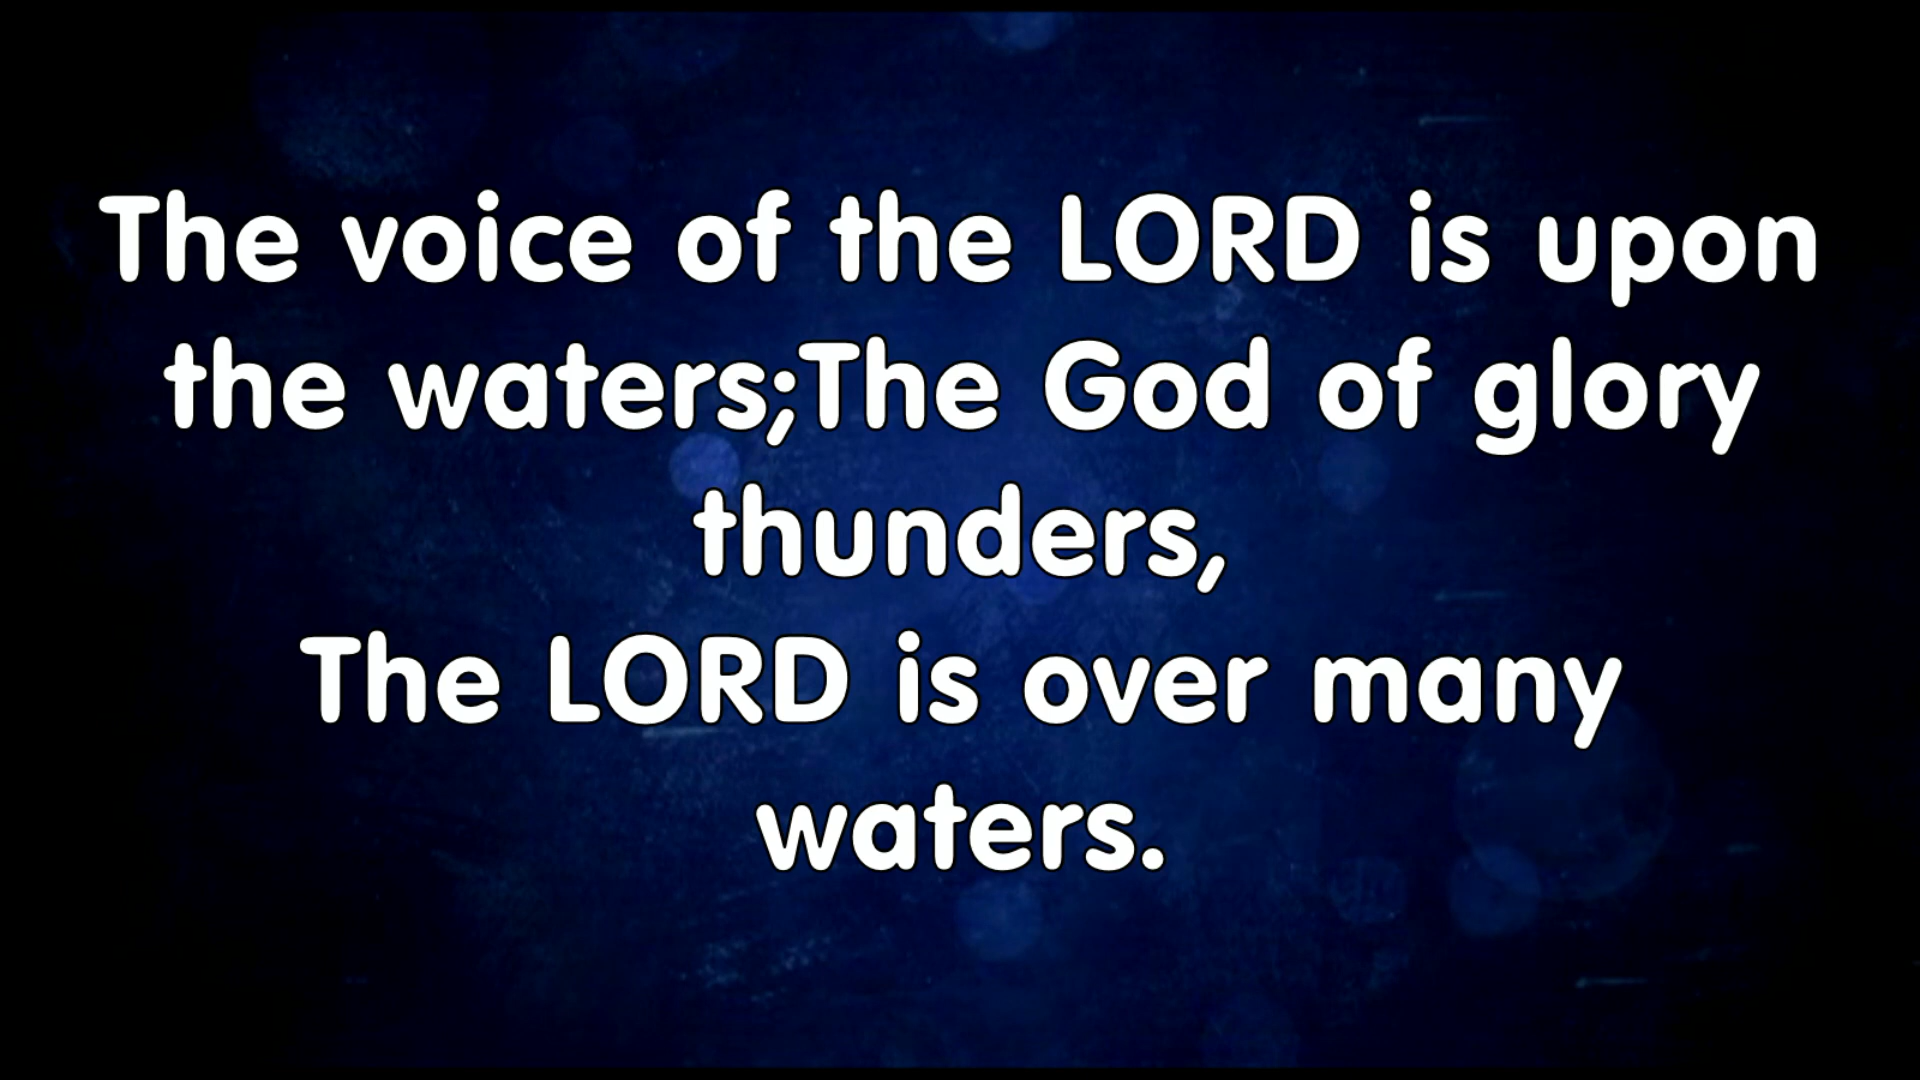 The voice of the LORD is upon
the waters;The God of glory
thunders,
The LORD is over many
waters.